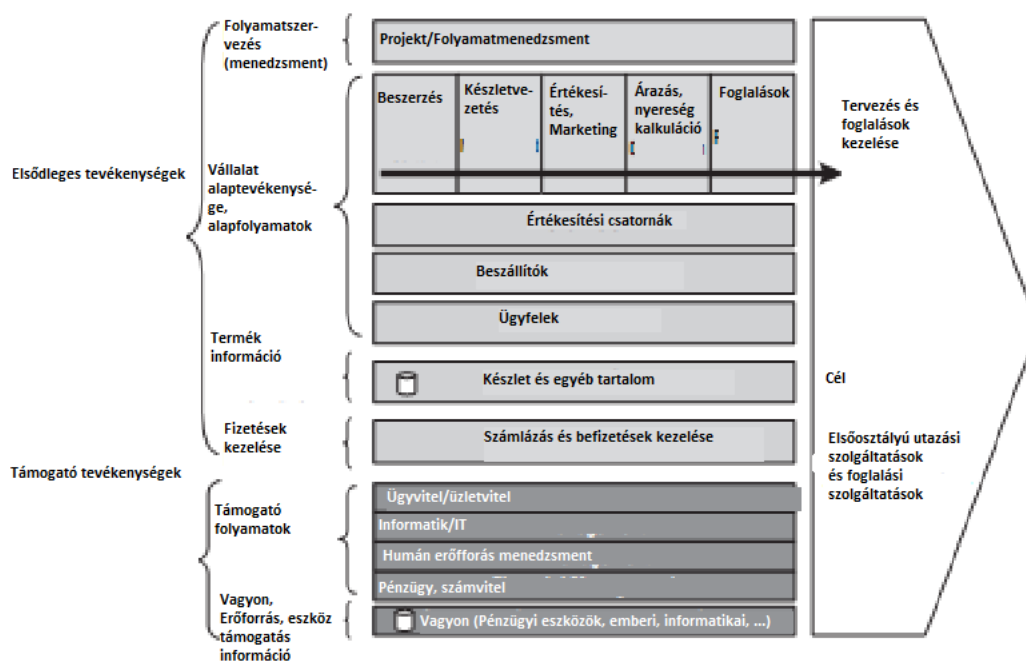 Folyamatszer-
vezés
(menedzsment)
Projekt/Folyamatmenedzsment
Elsődleges tevékenységek
Vállalat
alaptevékenysé-
ge,
alapfolyamatok
Beszerzés
Készletve-
zetés
Értékesí-
tés,
Marketing
Árazás,
nyereség
kalkuláció
Foglalások
Tervezés és
foglalások
kezelése
Értékesítési csatornák
Beszállítók
Ügyfelek
Termék
információ
Készlet és egyéb tartalom
Cél
Fizetések
kezelése
Számlázás és befizetések kezelése
Elsőosztályú utazási
szolgáltatások
és foglalási
szolgáltatások
Támogató tevékenységek
Támogató
folyamatok
Ügyvitel/üzletvitel
Informatik/IT
Humán erőfforás menedzsment
Pénzügy, számvitel
Vagyon,
Erőforrás, eszköz
támogatás
információ
Vagyon (Pénzügyi eszközök, emberi, informatikai, ...)